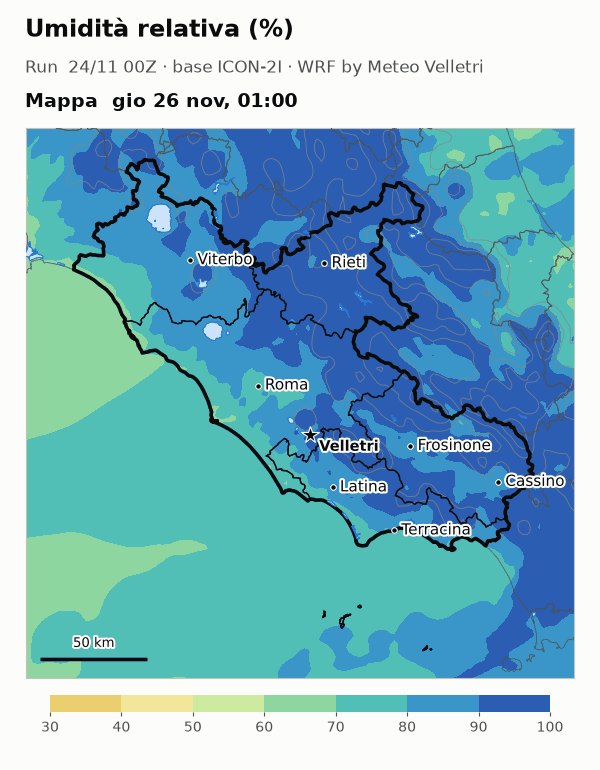 Umidità relativa (%)
Run  24/11 00Z · base ICON-2I · WRF by Meteo Velletri
Mappa  gio 26 nov, 01:00
Viterbo
Rieti
Roma
Velletri
Frosinone
Latina
Cassino
Terracina
50 km
30 40 50 60 70 80 90 100